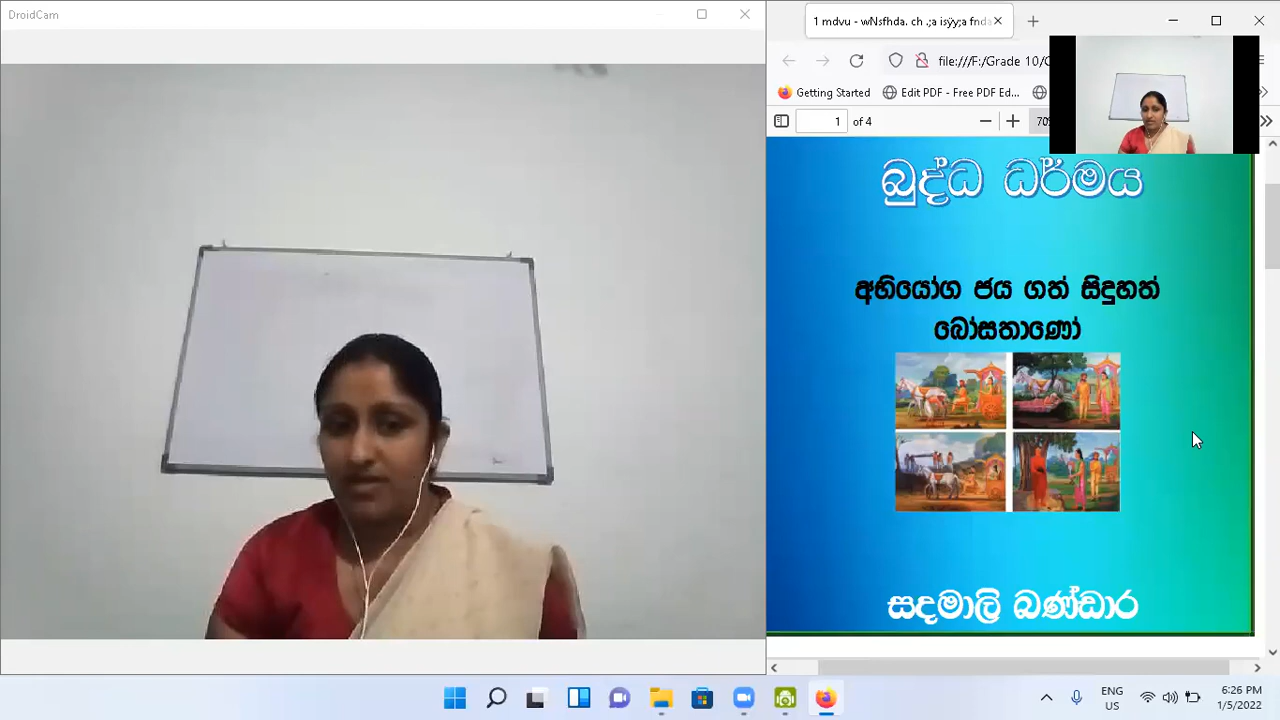 DroidCam
1 mdvu - wNsfhda. ch .;a isÿy;a fnda
file:///F:/Grade 10/
Getting Started
Edit PDF - Free PDF Ed...
1 of 4
බුද්ධ ධර්මය
අභියෝග ජය ගත් සිදුහත්
බෝසතාණෝ
සදමාලි බණ්ඩාර
ENG
US
6:26 PM
1/5/2022